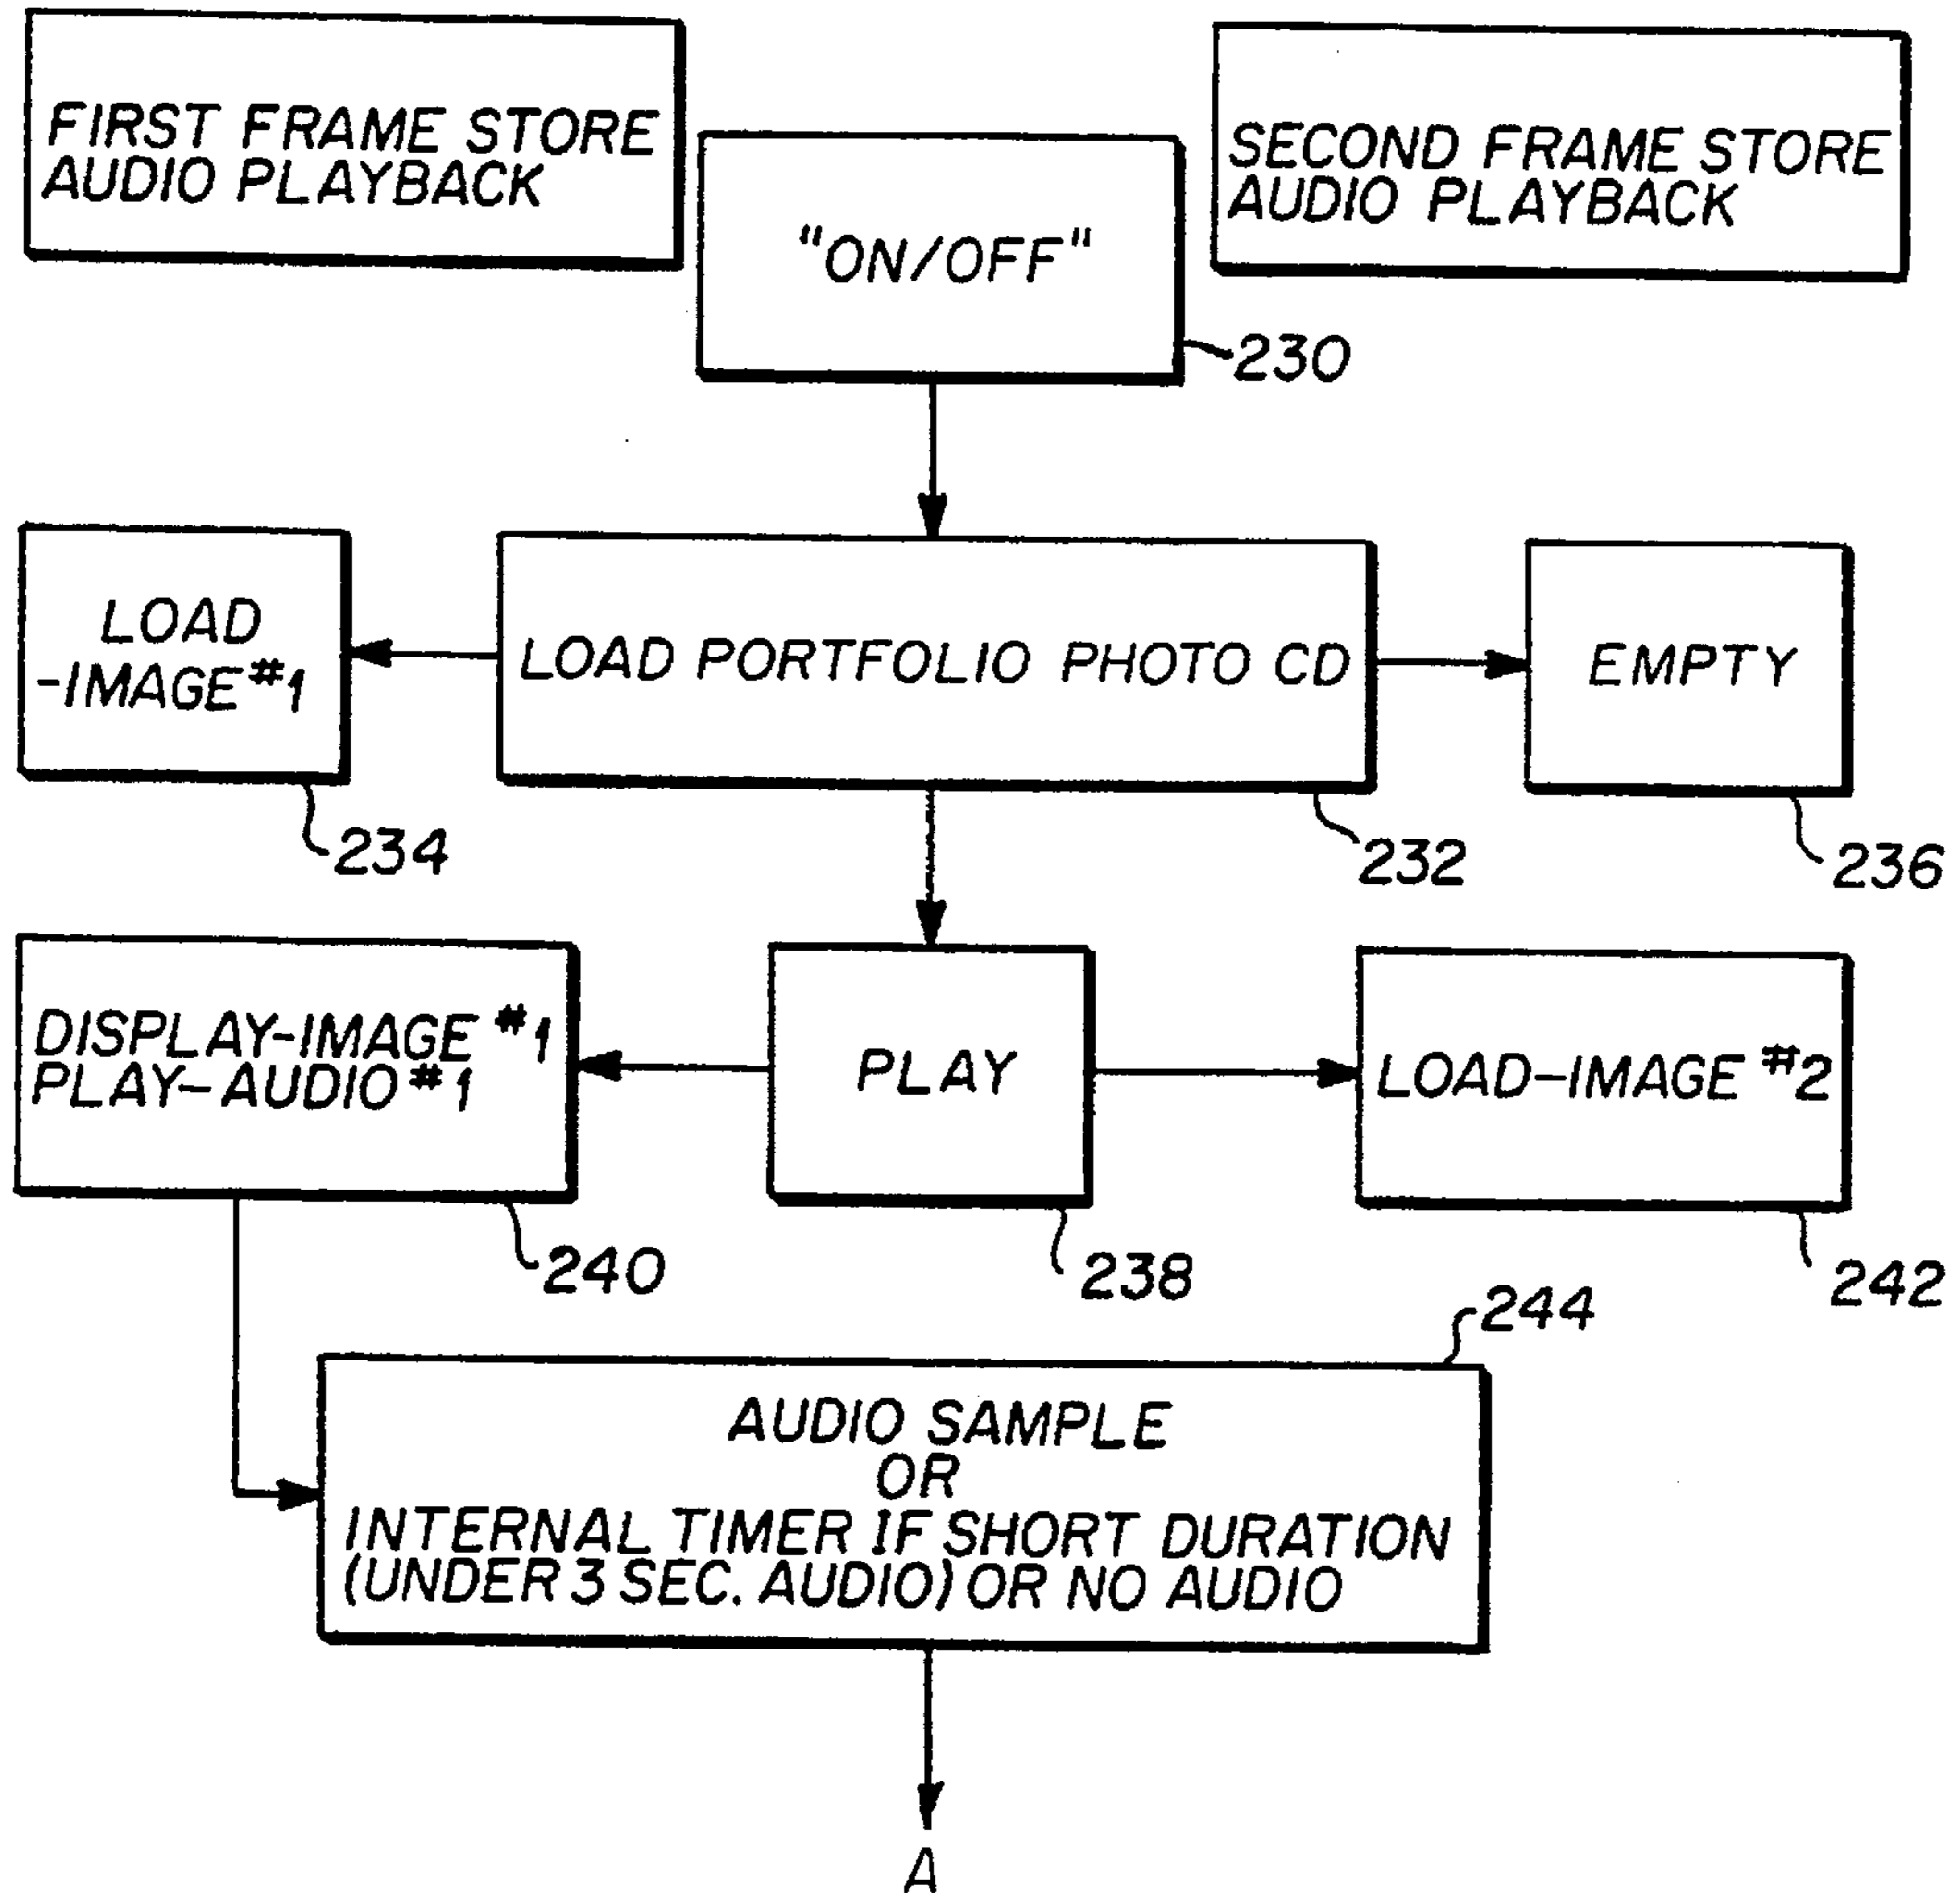 FIRST FRAME STORE
AUDIO PLAYBACK
"ON/OFF"
SECOND FRAME STORE
AUDIO PLAYBACK
230
LOAD
-IMAGE #1
LOAD PORTFOLIO PHOTO CD
EMPTY
234
232
236
DISPLAY-IMAGE #1
PLAY-AUDIO #1
PLAY
LOAD-IMAGE #2
240
238
242
244
AUDIO SAMPLE
OR
INTERNAL TIMER IF SHORT DURATION
(UNDER 3 SEC. AUDIO) OR NO AUDIO
A